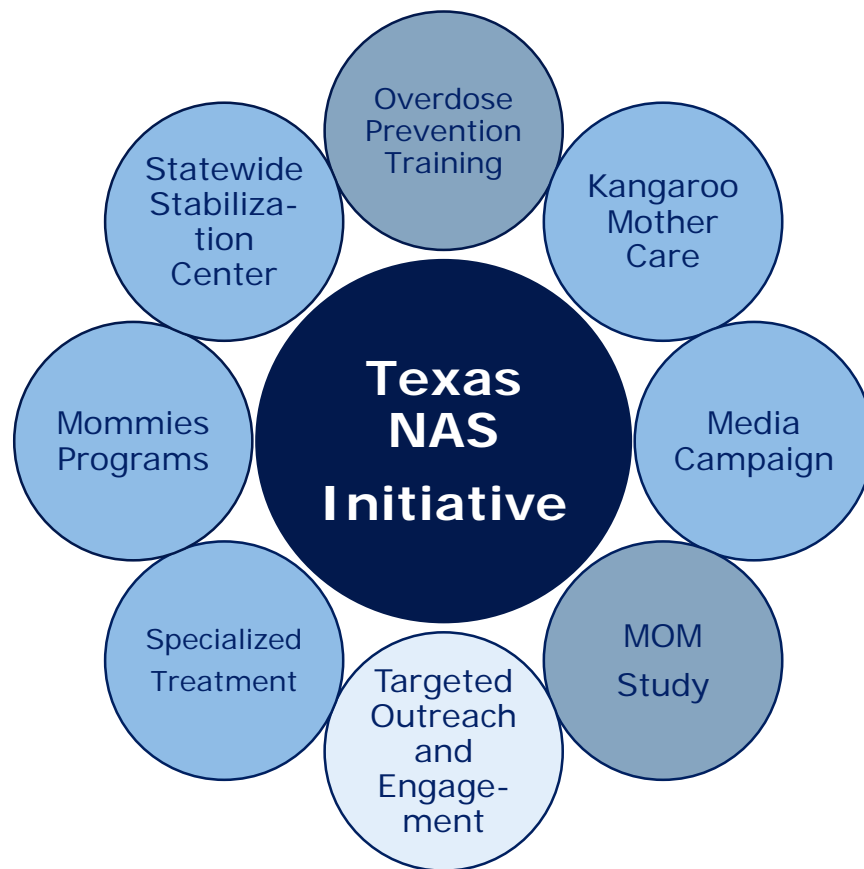 Overdose
Prevention
Training
Statewide
Stabiliza-
tion
Center
Kangaroo
Mother
Care
Mommies
Programs
Texas
NAS
Initiative
Media
Campaign
Specialized
Treatment
Targeted
Outreach
and
Engage-
ment
MOM
Study